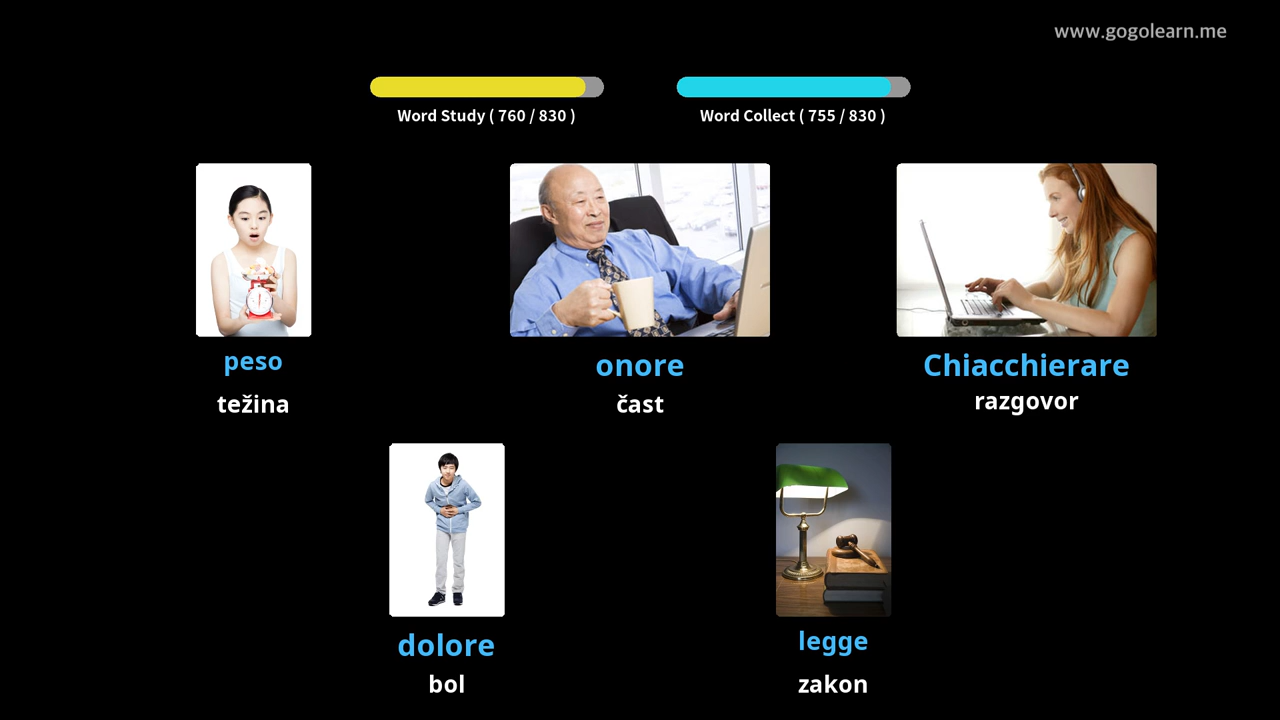 www.gogolearn.me
Word Study ( 760 / 830 )
Word Collect ( 755 / 830 )
peso
težina
onore
čast
Chiacchierare
razgovor
dolore
bol
legge
zakon